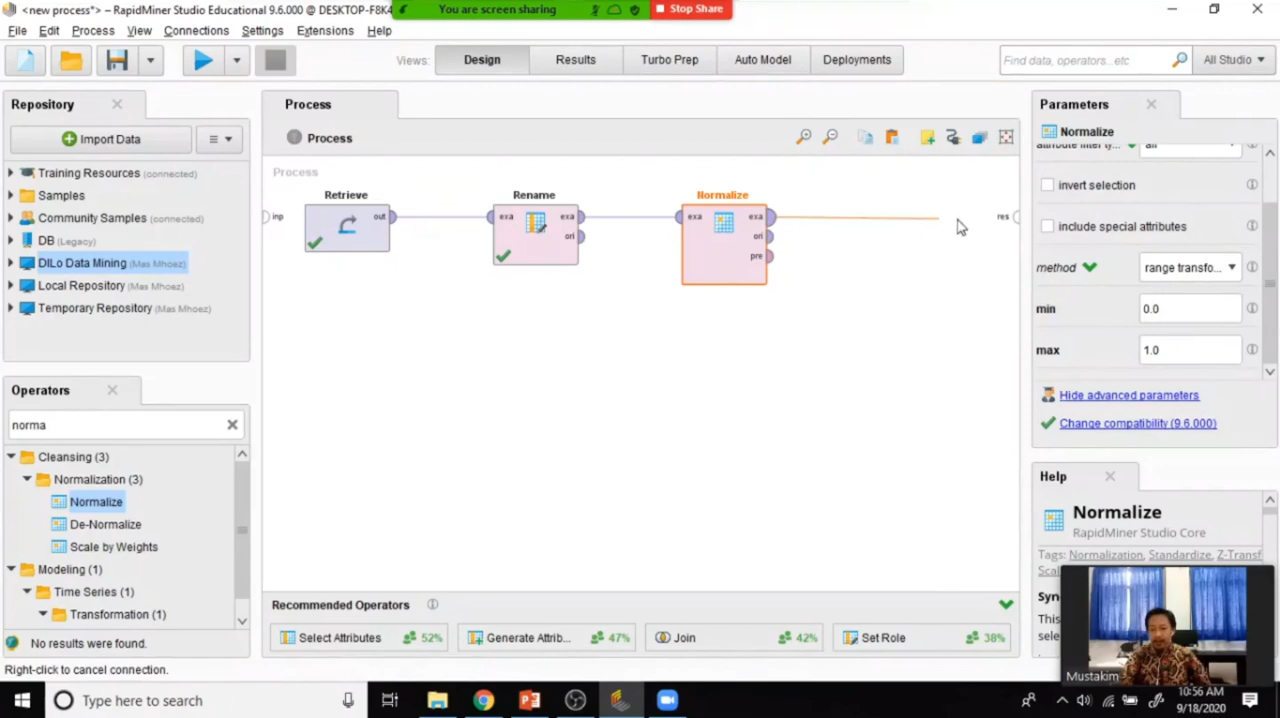 <new process*> – RapidMiner Studio Educational 9.6.000 @ DESKTOP-F8K4
You are screen sharing
Stop Share
File Edit Process View Connections Settings Extensions Help
Views:
Design
Results
Turbo Prep
Auto Model
Deployments
Find data, operators...etc
All Studio
Repository
Import Data
Training Resources (connected)
Samples
Community Samples (connected)
DB (Legacy)
DILo Data Mining (Mas Mhoez)
Local Repository (Mas Mhoez)
Temporary Repository (Mas Mhoez)
Operators
norma
Cleansing (3)
Normalization (3)
Normalize
De-Normalize
Scale by Weights
Modeling (1)
Time Series (1)
Transformation (1)
No results were found.
Right-click to cancel connection.
Process
Process
Process
Retrieve
Rename
Normalize
inp
out
exa
exa
ori
exa
exa
ori
pre
res
Recommended Operators
Select Attributes 52%
Generate Attrib... 47%
Join 42%
Set Role 38%
Parameters
Normalize
attribute filter ty...
all
invert selection
include special attributes
method
range transfo...
min
0.0
max
1.0
Hide advanced parameters
Change compatibility (9.6.000)
Help
Normalize
RapidMiner Studio Core
Tags: Normalization, Standardize, Z-Transf
Scal
Syn
This
sele
Mustakim
Type here to search
10:56 AM
9/18/2020